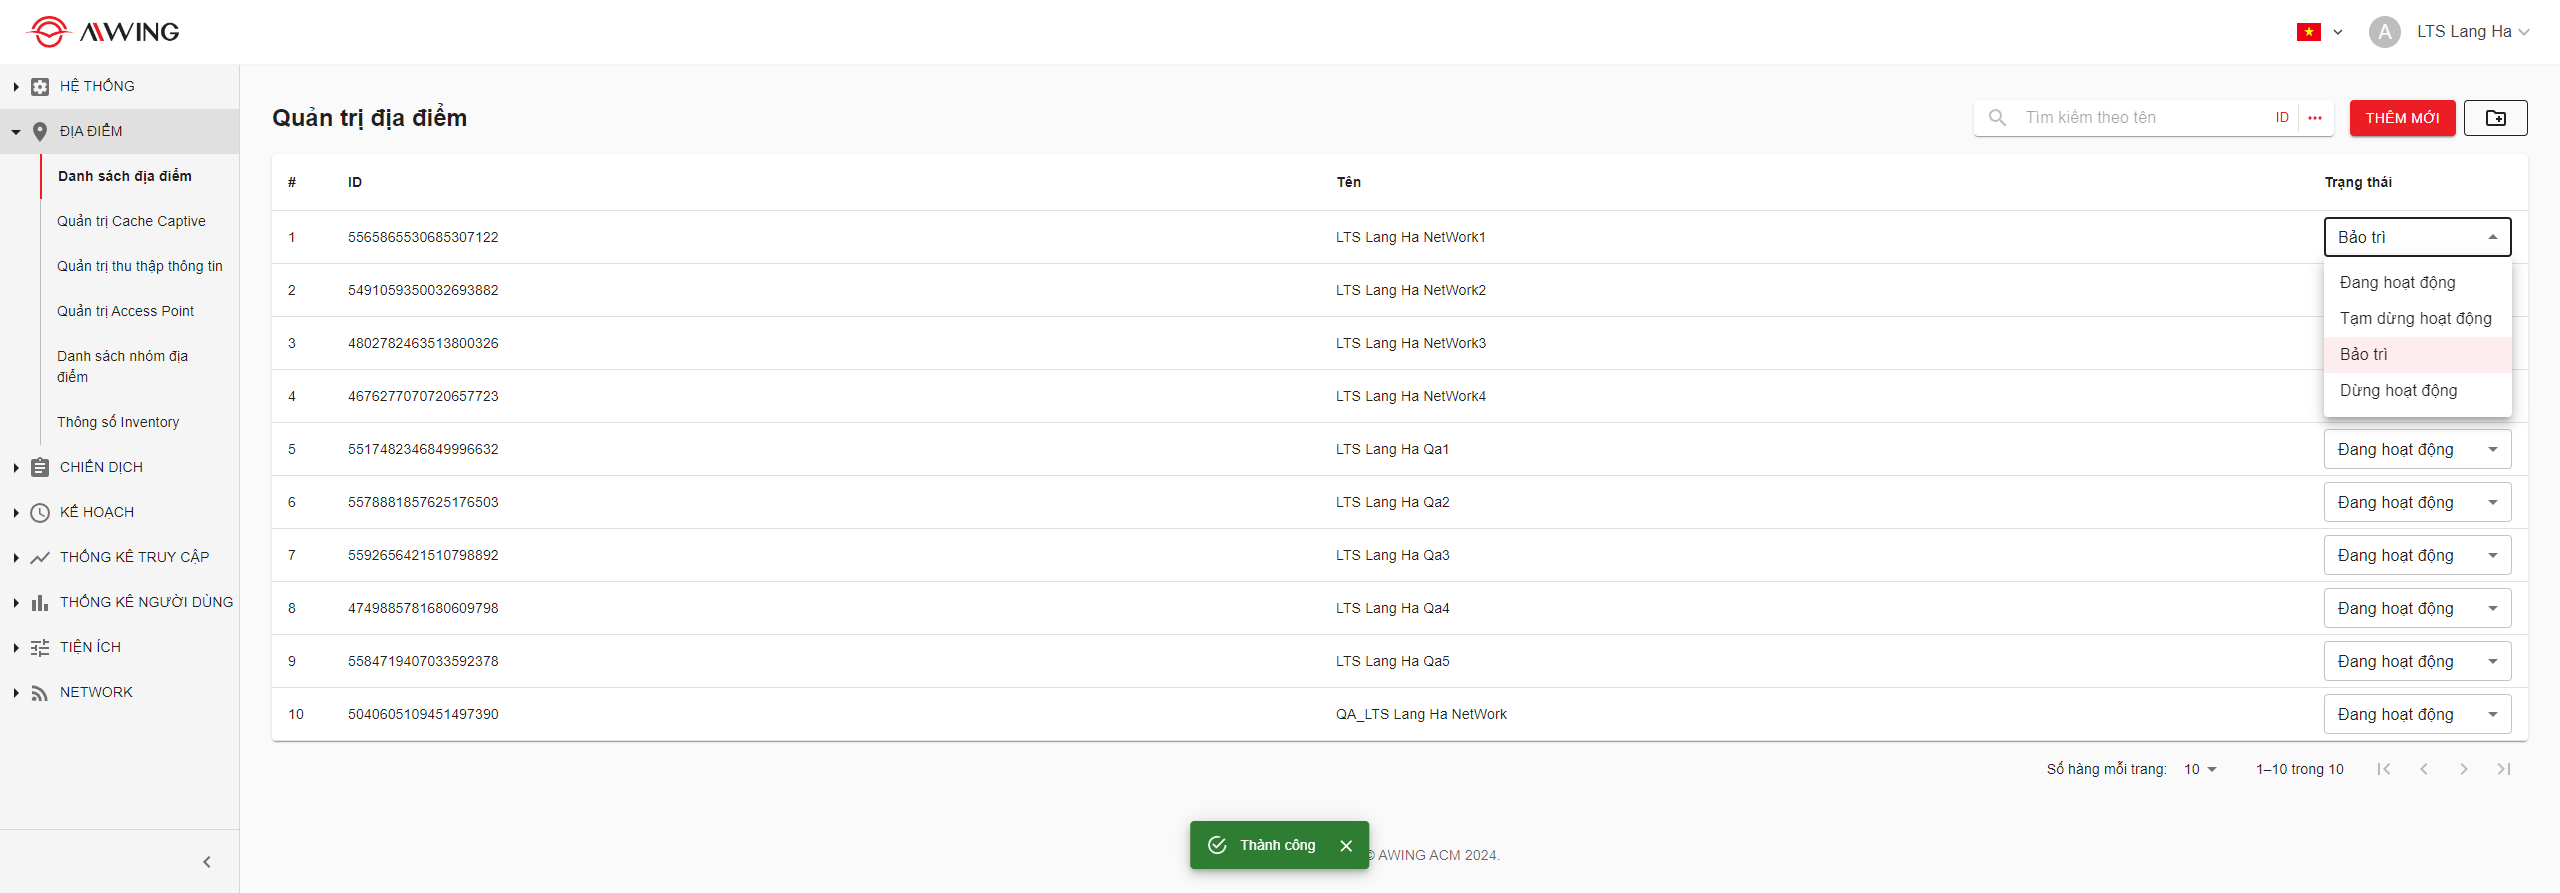 AWING
LTS Lang Ha
A
HỆ THỐNG
ĐỊA ĐIỂM
Danh sách địa điểm
Quản trị Cache Captive
Quản trị thu thập thông tin
Quản trị Access Point
Danh sách nhóm địa
điểm
Thông số Inventory
CHIẾN DỊCH
KẾ HOẠCH
THỐNG KÊ TRUY CẬP
THỐNG KÊ NGƯỜI DÙNG
TIỆN ÍCH
NETWORK
Quản trị địa điểm
Tìm kiếm theo tên ID
THÊM MỚI
# ID Tên Trạng thái
1 5565865530685307122 LTS Lang Ha NetWork1 Bảo trì
2 5491059350032693882 LTS Lang Ha NetWork2
3 4802782463513800326 LTS Lang Ha NetWork3
4 4676277070720657723 LTS Lang Ha NetWork4
Đang hoạt động
Tạm dừng hoạt động
Bảo trì
Dừng hoạt động
5 5517482346849996632 LTS Lang Ha Qa1 Đang hoạt động
6 5578881857625176503 LTS Lang Ha Qa2 Đang hoạt động
7 5592656421510798892 LTS Lang Ha Qa3 Đang hoạt động
8 4749885781680609798 LTS Lang Ha Qa4 Đang hoạt động
9 5584719407033592378 LTS Lang Ha Qa5 Đang hoạt động
10 5040605109451497390 QA_LTS Lang Ha NetWork Đang hoạt động
Số hàng mỗi trang: 10 1–10 trong 10
Thành công
© AWING ACM 2024.